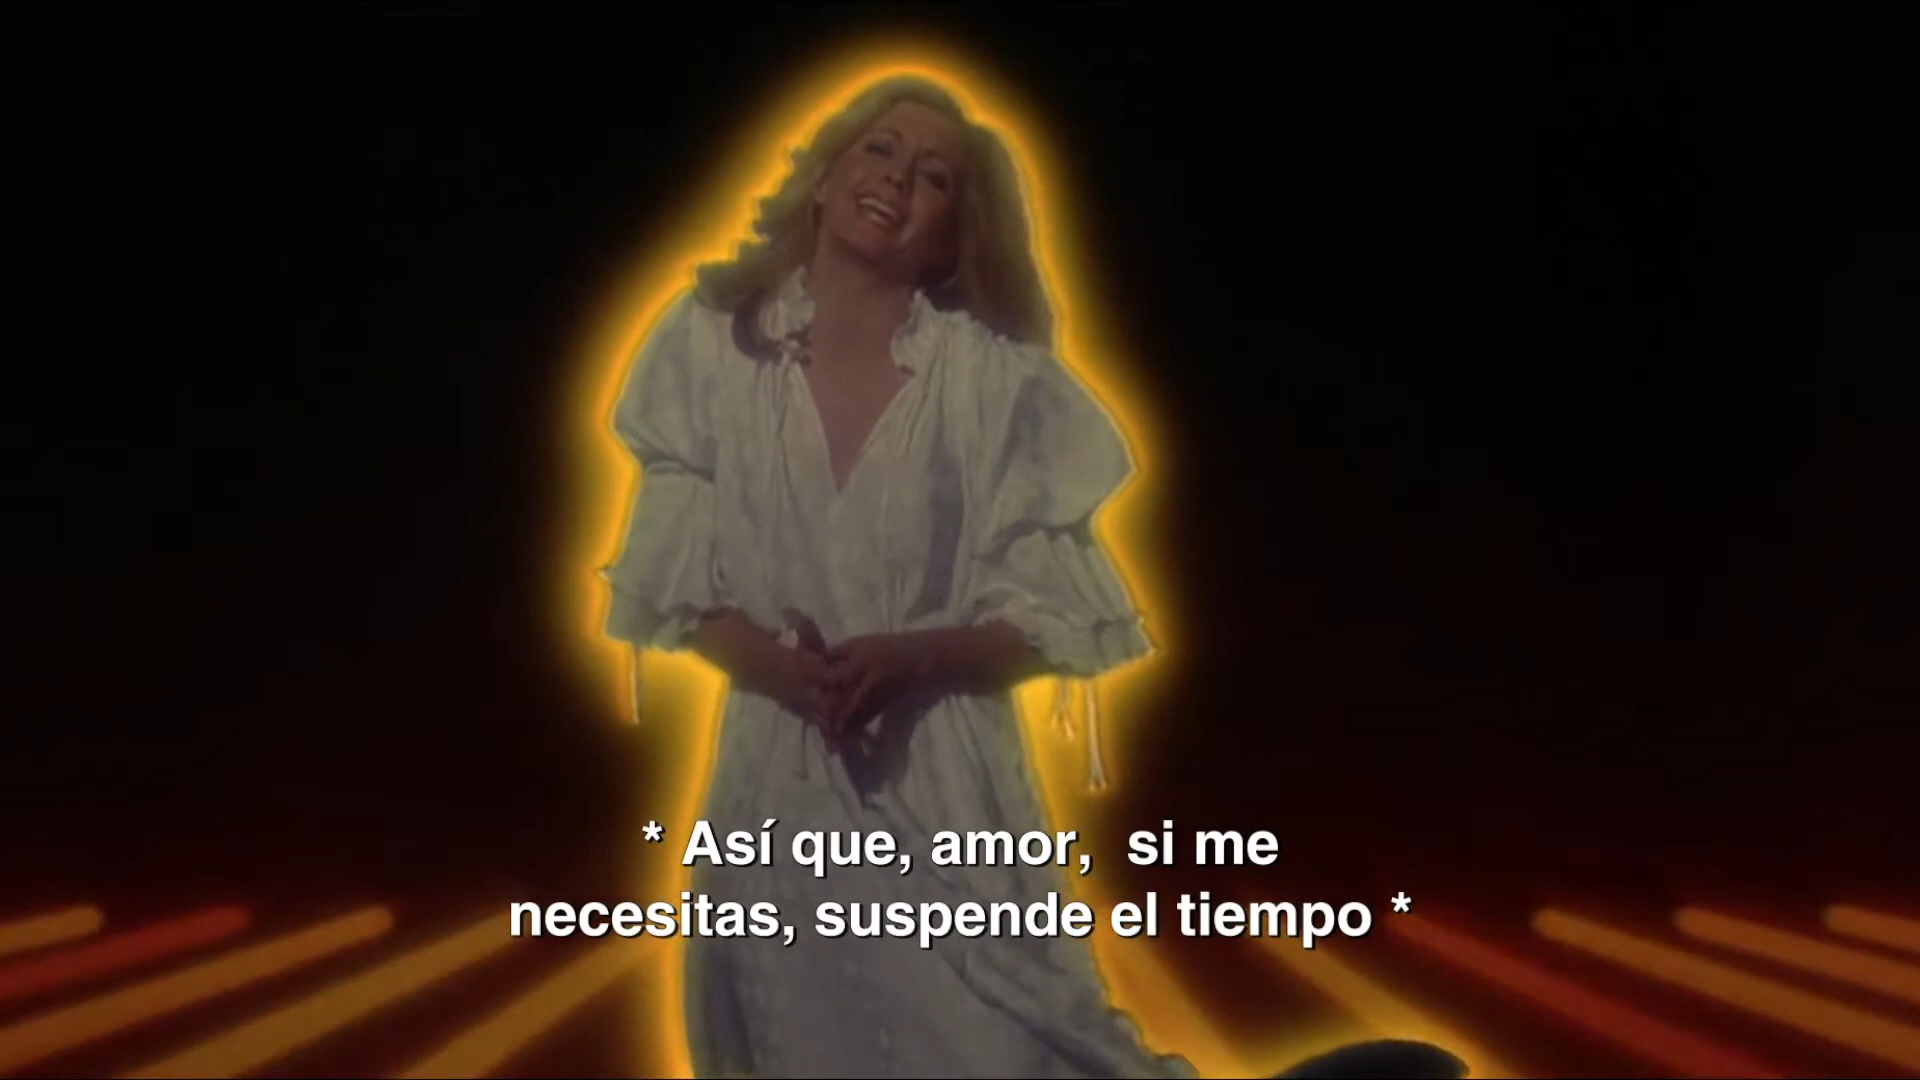 * Así que, amor,  si me
necesitas, suspende el tiempo *